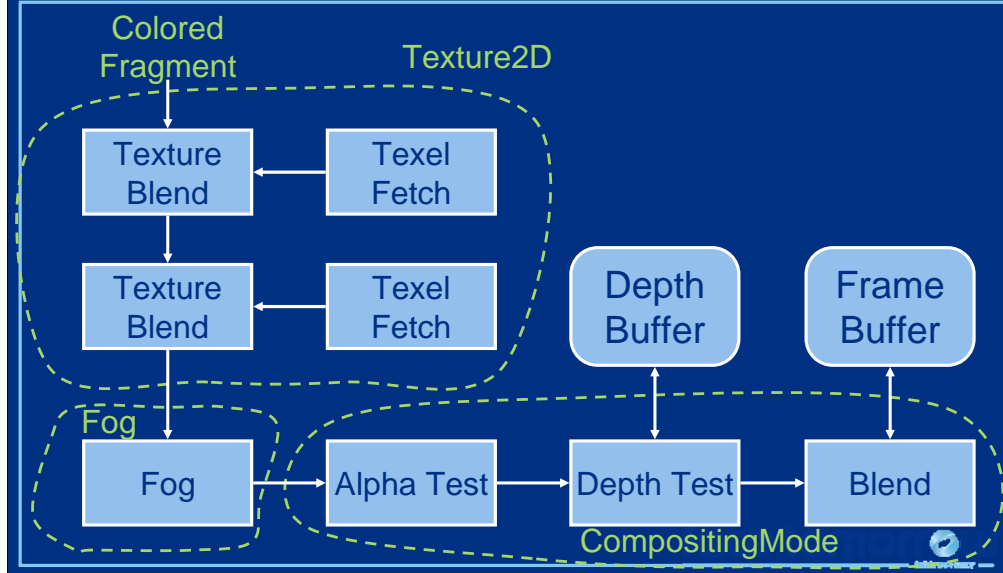 Colored
Fragment
Texture2D
Texture
Blend
Texel
Fetch
Texture
Blend
Texel
Fetch
Depth
Buffer
Frame
Buffer
Fog
Fog
Alpha Test
Depth Test
Blend
CompositingMode